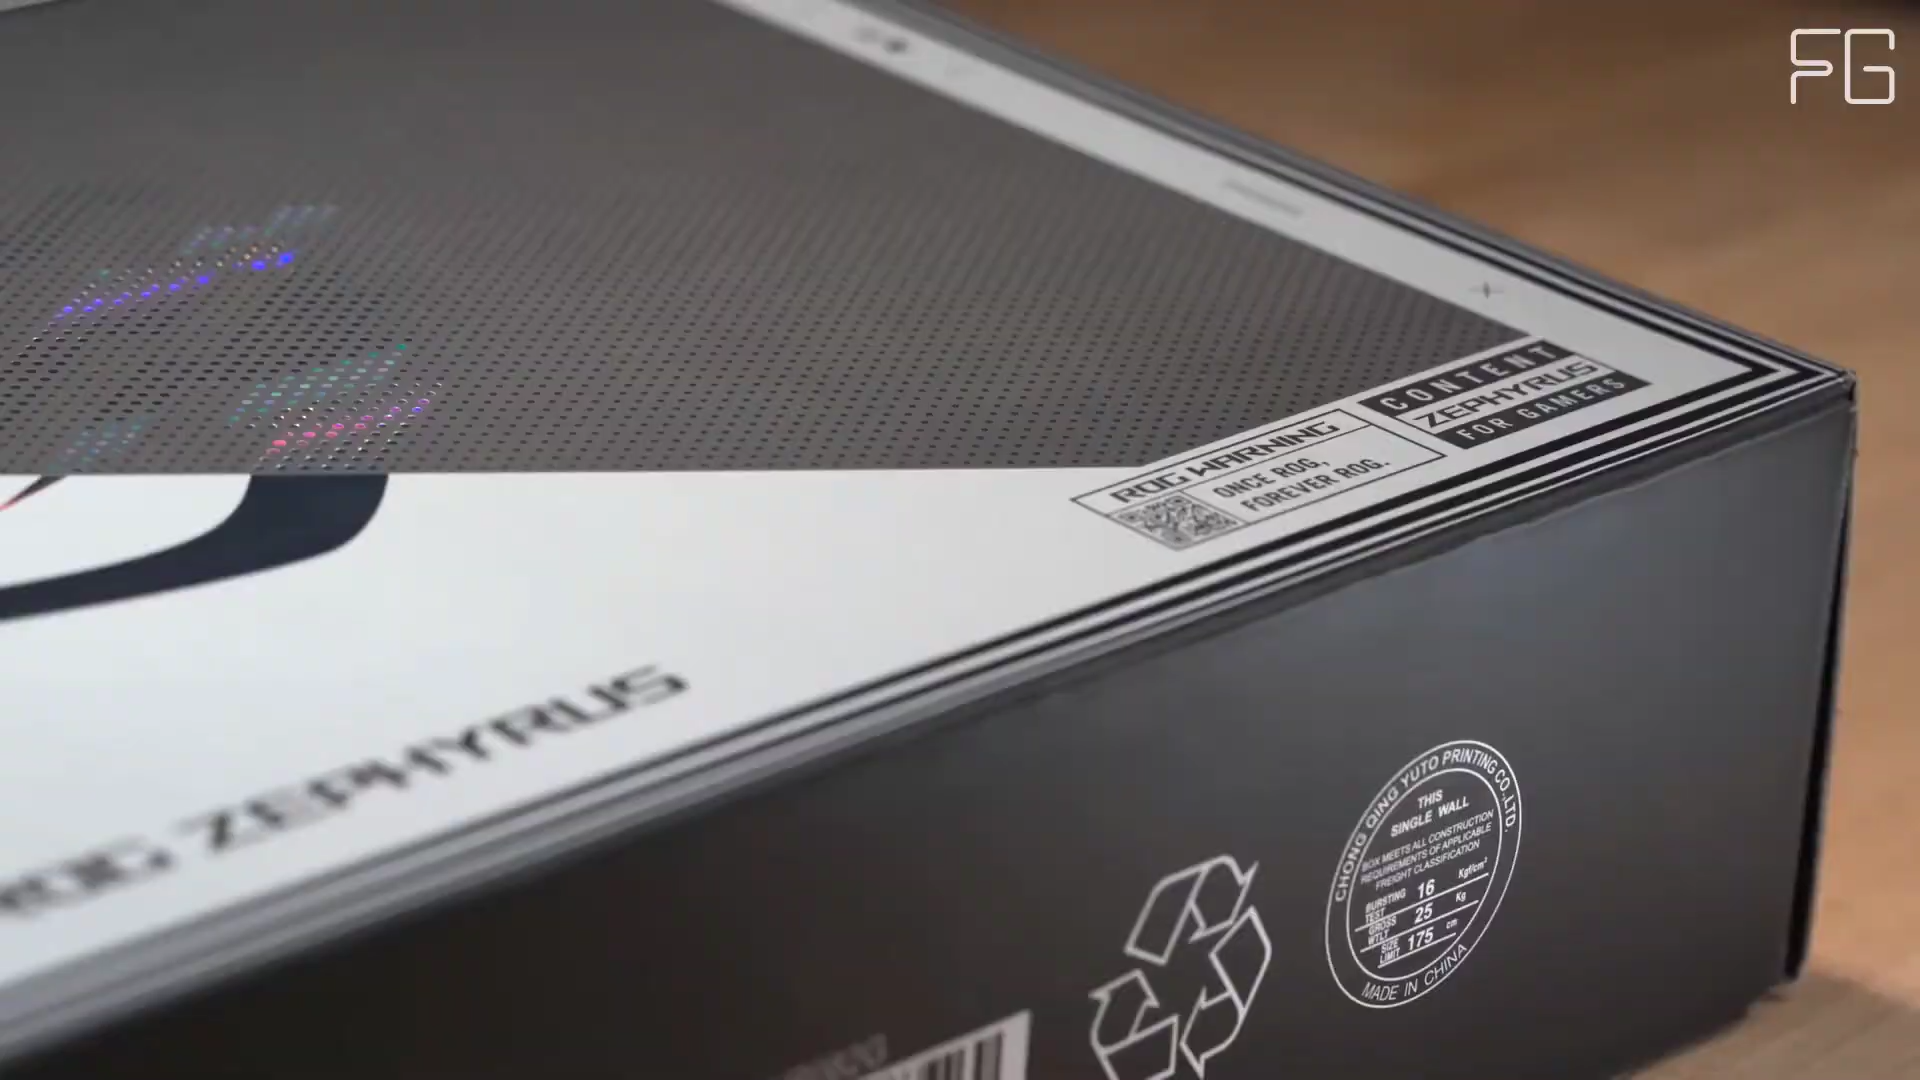 FG
CONTENT
ZEPHYRUS
FOR GAMERS
ROG WARNING
ONCE ROG,
FOREVER ROG.
ROG ZEPHYRUS
CHONG QING YUTO PRINTING CO.,LTD.
THIS
SINGLE WALL
BOX MEETS ALL CONSTRUCTION
REQUIREMENTS OF APPLICABLE
FREIGHT CLASSIFICATION
BURSTING TEST 16 Kgf/cm²
GROSS WT.LT 25 Kg
SIZE LIMIT 175 cm
MADE IN CHINA